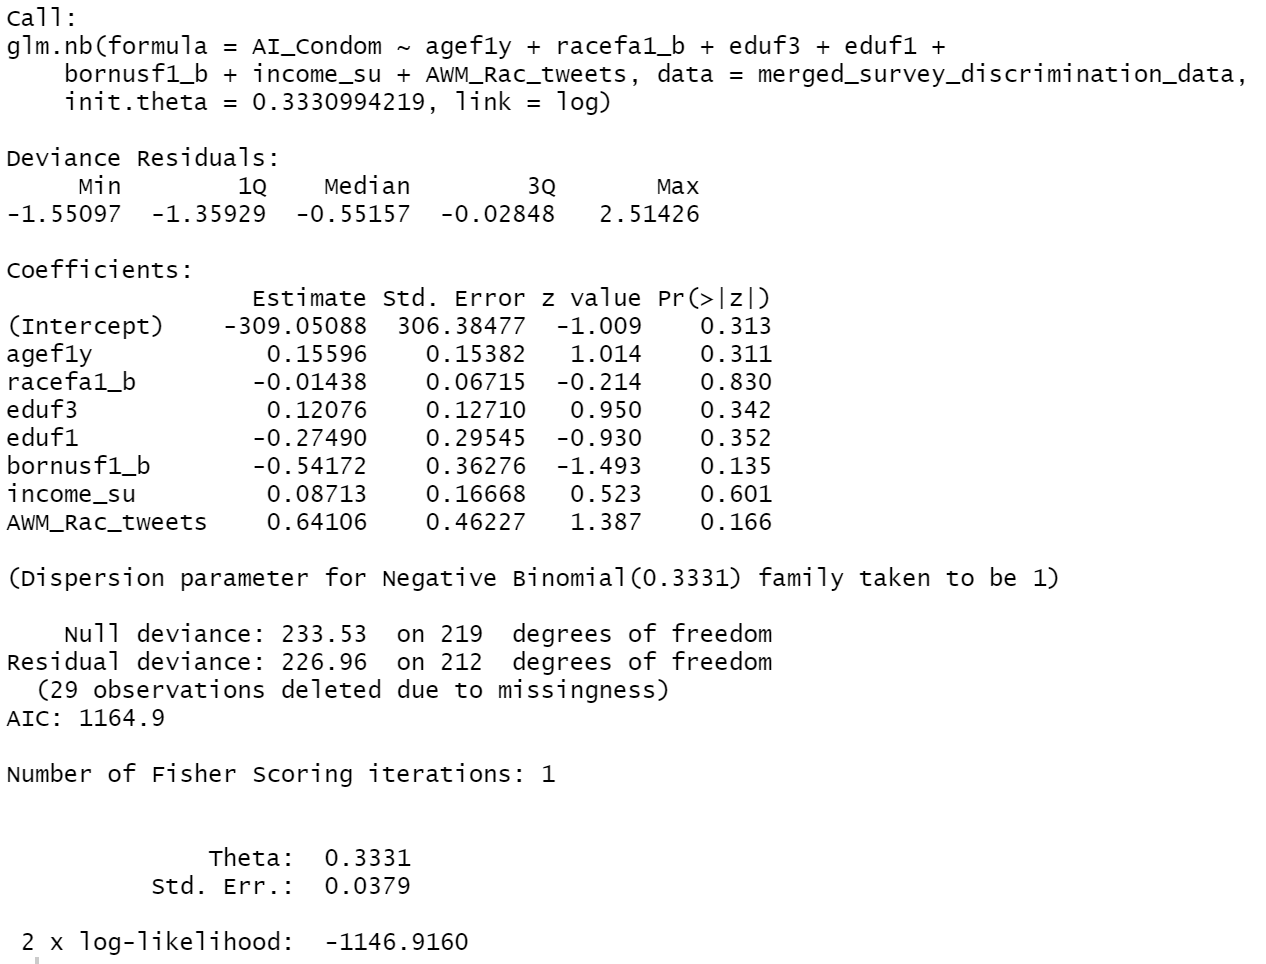 Call:
glm.nb(formula = AI_Condom ~ agef1y + racefa1_b + eduf3 + eduf1 +
    bornusf1_b + income_su + AWM_Rac_tweets, data = merged_survey_discrimination_data,
    init.theta = 0.3330994219, link = log)

Deviance Residuals:
     Min        1Q    Median        3Q       Max
-1.55097  -1.35929  -0.55157  -0.02848   2.51426

Coefficients:
                 Estimate Std. Error z value Pr(>|z|)
(Intercept)    -309.05088  306.38477  -1.009    0.313
agef1y            0.15596    0.15382   1.014    0.311
racefa1_b        -0.01438    0.06715  -0.214    0.830
eduf3             0.12076    0.12710   0.950    0.342
eduf1            -0.27490    0.29545  -0.930    0.352
bornusf1_b       -0.54172    0.36276  -1.493    0.135
income_su         0.08713    0.16668   0.523    0.601
AWM_Rac_tweets    0.64106    0.46227   1.387    0.166

(Dispersion parameter for Negative Binomial(0.3331) family taken to be 1)

    Null deviance: 233.53  on 219  degrees of freedom
Residual deviance: 226.96  on 212  degrees of freedom
  (29 observations deleted due to missingness)
AIC: 1164.9

Number of Fisher Scoring iterations: 1


              Theta:  0.3331
          Std. Err.:  0.0379

 2 x log-likelihood:  -1146.9160